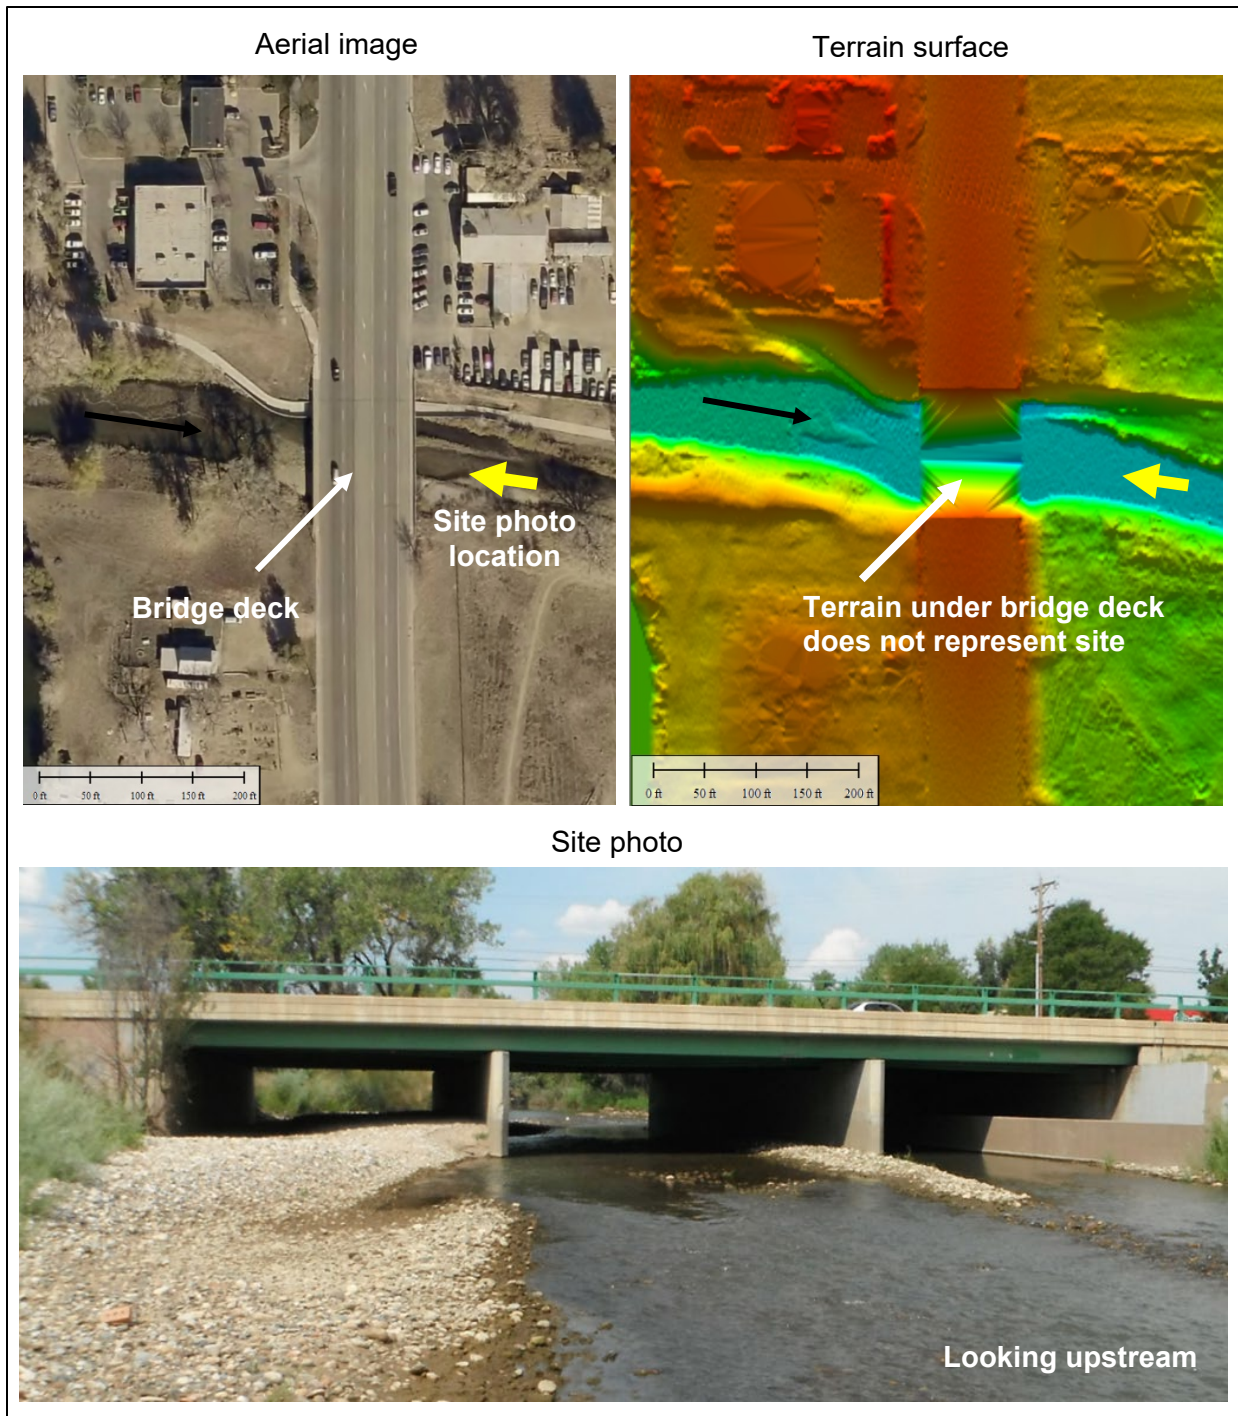 Aerial image
Terrain surface
Site photo
location
Bridge deck
0 ft 50 ft 100 ft 150 ft 200 ft
Terrain under bridge deck
does not represent site
0 ft 50 ft 100 ft 150 ft 200 ft
Site photo
Looking upstream